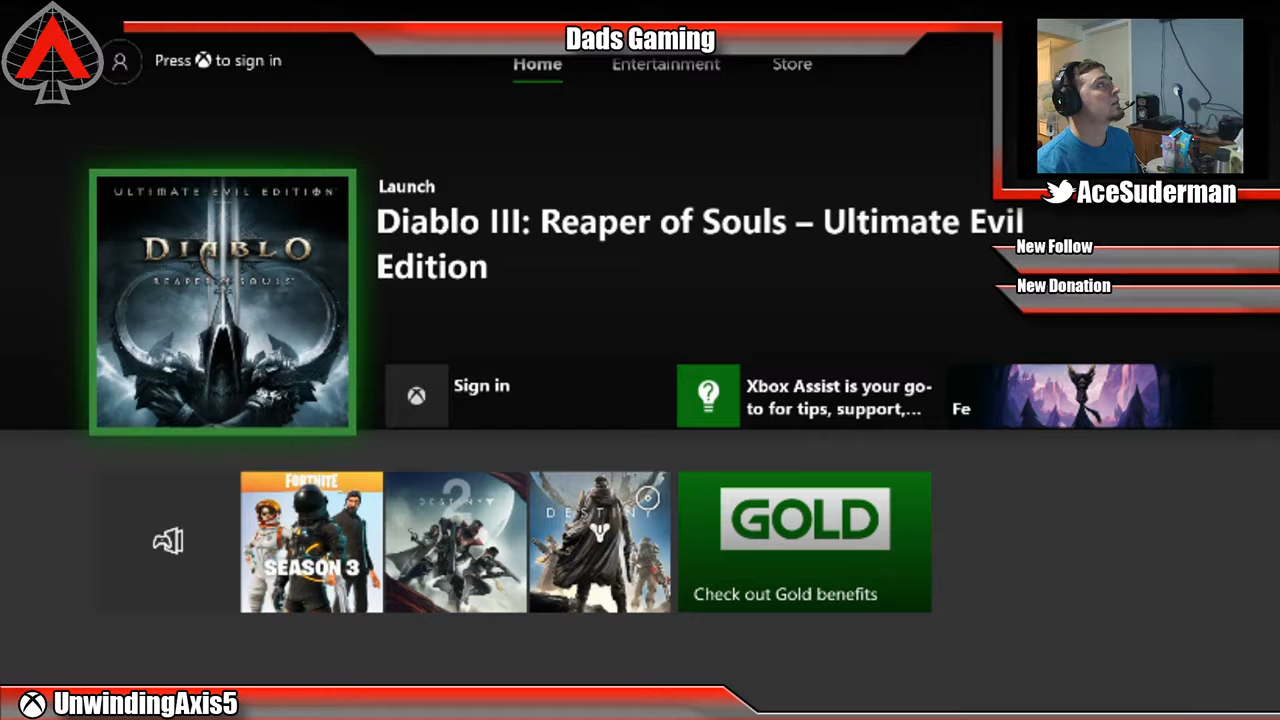 Dads Gaming
Press to sign in
Home
Entertainment
Store
AceSuderman
ULTIMATE EVIL EDITION
DIABLO
REAPER OF SOULS
Launch
Diablo III: Reaper of Souls – Ultimate Evil
Edition
New Follow
New Donation
Sign in
Xbox Assist is your go-
to for tips, support,...
Fe
FORTNITE
SEASON 3
2
DESTINY
DESTINY
GOLD
Check out Gold benefits
UnwindingAxis5